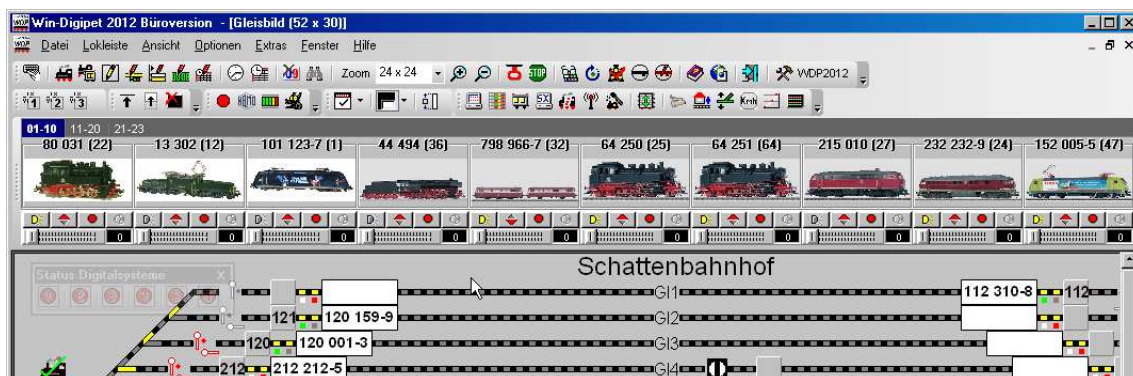 Win-Digipet 2012 Büroversion - [Gleisbild (52 x 30)]
Datei Lokleiste Ansicht Optionen Extras Fenster Hilfe
Zoom 24 x 24 STOP WDP2012
01-10 11-20 21-23
80 031 (22) 13 302 (12) 101 123-7 (1) 44 494 (36) 798 966-7 (32) 64 250 (25) 64 251 (64) 215 010 (27) 232 232-9 (24) 152 005-5 (47)
D D D D D D D D D D
0 0 0 0 0 0 0 0 0 0
Schattenbahnhof
Status Digitalsysteme X
Gl1 112 310-8 112
121 120 159-9 Gl2
120 120 001-3 Gl3
212 212 212-5 Gl4